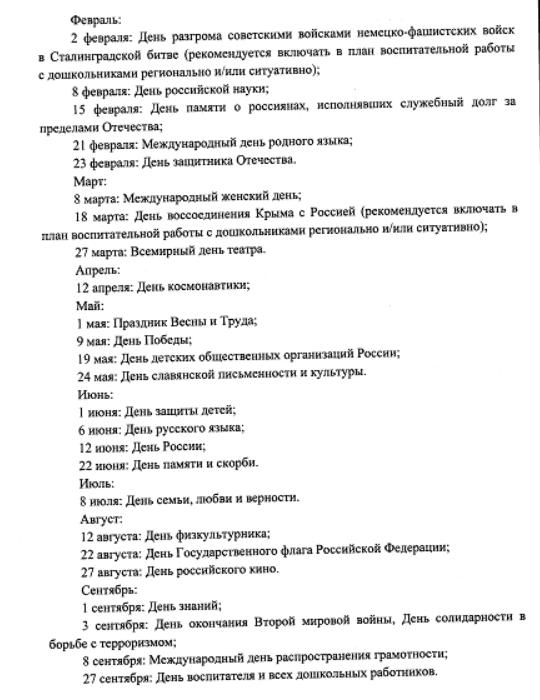 Февраль:
2 февраля: День разгрома советскими войсками немецко-фашистских войск
в Сталинградской битве (рекомендуется включать в план воспитательной работы
с дошкольниками регионально и/или ситуативно);
8 февраля: День российской науки;
15 февраля: День памяти о россиянах, исполнявших служебный долг за
пределами Отечества;
21 февраля: Международный день родного языка;
23 февраля: День защитника Отечества.
Март:
8 марта: Международный женский день;
18 марта: День воссоединения Крыма с Россией (рекомендуется включать в
план воспитательной работы с дошкольниками регионально и/или ситуативно);
27 марта: Всемирный день театра.
Апрель:
12 апреля: День космонавтики;
Май:
1 мая: Праздник Весны и Труда;
9 мая: День Победы;
19 мая: День детских общественных организаций России;
24 мая: День славянской письменности и культуры.
Июнь:
1 июня: День защиты детей;
6 июня: День русского языка;
12 июня: День России;
22 июня: День памяти и скорби.
Июль:
8 июля: День семьи, любви и верности.
Август:
12 августа: День физкультурника;
22 августа: День Государственного флага Российской Федерации;
27 августа: День российского кино.
Сентябрь:
1 сентября: День знаний;
3 сентября: День окончания Второй мировой войны, День солидарности в
борьбе с терроризмом;
8 сентября: Международный день распространения грамотности;
27 сентября: День воспитателя и всех дошкольных работников.